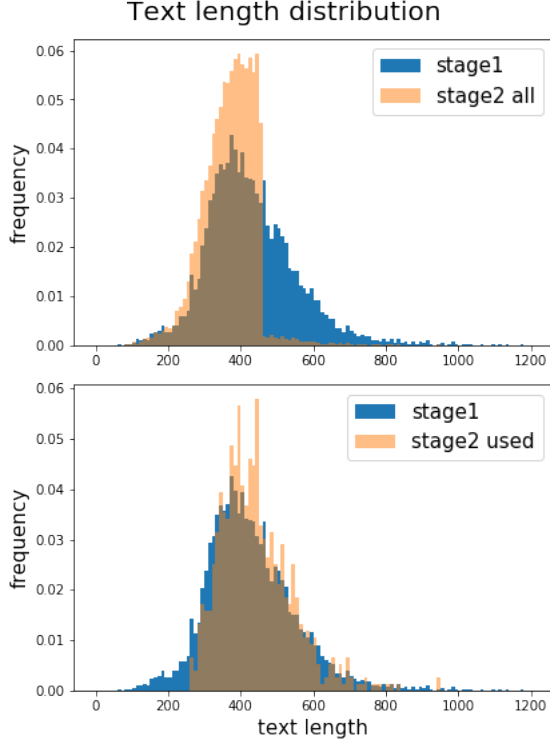 Text length distribution
0.06
0.05
0.04
0.03
0.02
0.01
0.00
frequency
stage1
stage2 all
0 200 400 600 800 1000 1200
0.06
0.05
0.04
0.03
0.02
0.01
0.00
frequency
stage1
stage2 used
0 200 400 600 800 1000 1200
text length